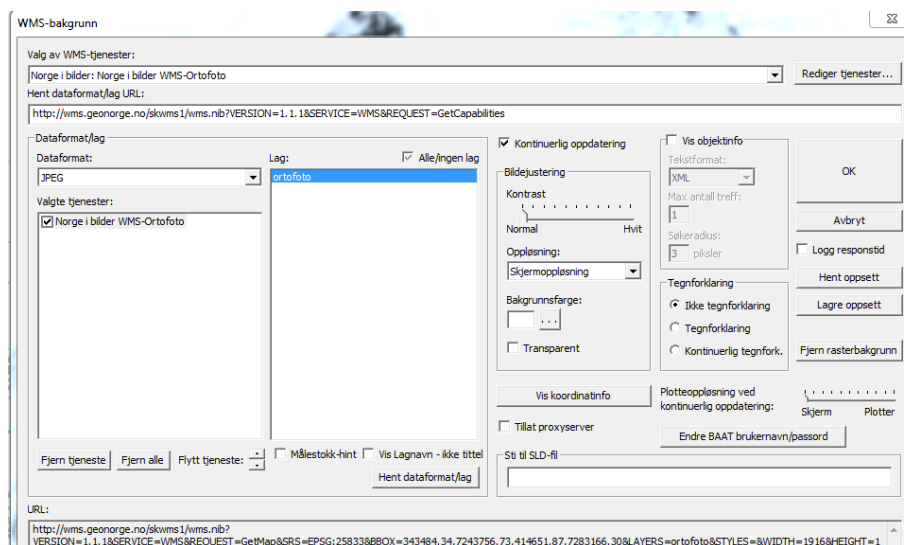 WMS-bakgrunn
Valg av WMS-tjenester:
Norge i bilder: Norge i bilder WMS-Ortofoto
Rediger tjenester...
Hent dataformat/lag URL:
http://wms.geonorge.no/skwms1/wms.nib?VERSION=1.1.1&SERVICE=WMS&REQUEST=GetCapabilities
Dataformat/lag
Dataformat:
JPEG
Valgte tjenester:
Norge i bilder WMS-Ortofoto
Lag:
Alle/ingen lag
ortofoto
Fjern tjeneste
Fjern alle
Flytt tjeneste:
Målestokk-hint
Vis Lagnavn - ikke tittel
Hent dataformat/lag
Kontinuerlig oppdatering
Bildejustering
Kontrast
Normal
Hvit
Oppløsning:
Skjermoppløsning
Bakgrunnsfarge:
...
Transparent
Vis koordinatinfo
Tillat proxyserver
Vis objektinfo
Tekstformat:
XML
Max antall treff:
1
Søkeradius:
3 piksler
Tegnforklaring
Ikke tegnforklaring
Tegnforklaring
Kontinuerlig tegnfork.
OK
Avbryt
Logg responstid
Hent oppsett
Lagre oppsett
Fjern rasterbakgrunn
Plotteoppløsning ved
kontinuerlig oppdatering:
Skjerm
Plotter
Endre BAAT brukernavn/passord
Sti til SLD-fil
URL:
http://wms.geonorge.no/skwms1/wms.nib?
VERSION=1.1.1&SERVICE=WMS&REQUEST=GetMap&SRS=EPSG:25833&BBOX=343484.34,7243756.73,414651.87,7283166.30&LAYERS=ortofoto&STYLES=&WIDTH=1916&HEIGHT=1